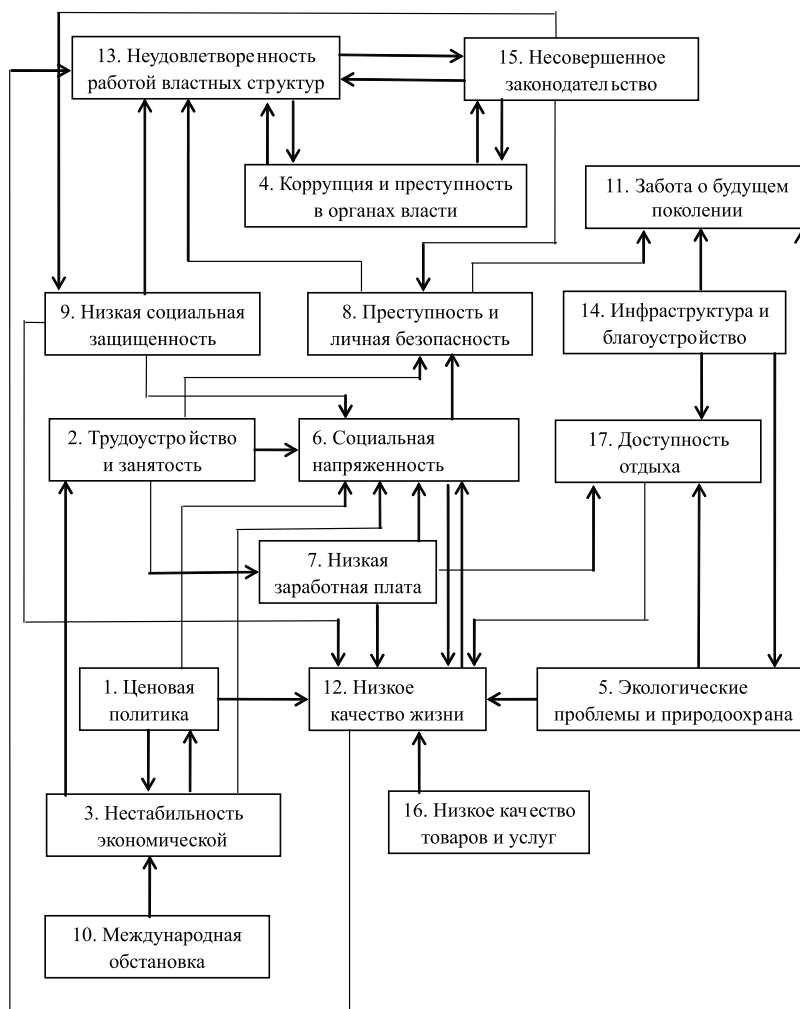 13. Неудовлетворенность
работой властных структур
15. Несовершенное
законодательство
4. Коррупция и преступность
в органах власти
11. Забота о будущем
поколении
9. Низкая социальная
защищенность
8. Преступность и
личная безопасность
14. Инфраструктура и
благоустройство
2. Трудоустройство
и занятость
6. Социальная
напряженность
17. Доступность
отдыха
7. Низкая
заработная плата
1. Ценовая
политика
12. Низкое
качество жизни
5. Экологические
проблемы и природоохрана
3. Нестабильность
экономической
16. Низкое качество
товаров и услуг
10. Международная
обстановка